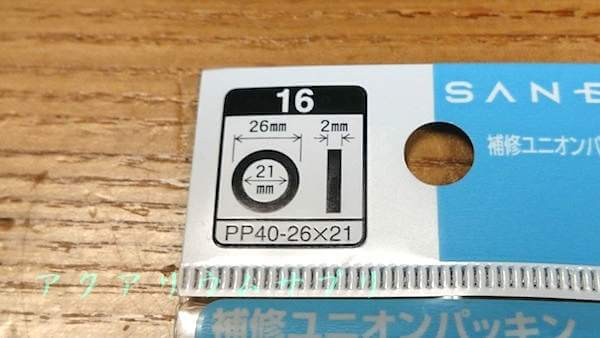 16
26mm
2mm
21
mm
PP40-26×21
SANE
補修ユニオンパ
アクアリウムサプリ
補修ユニオンパッキン